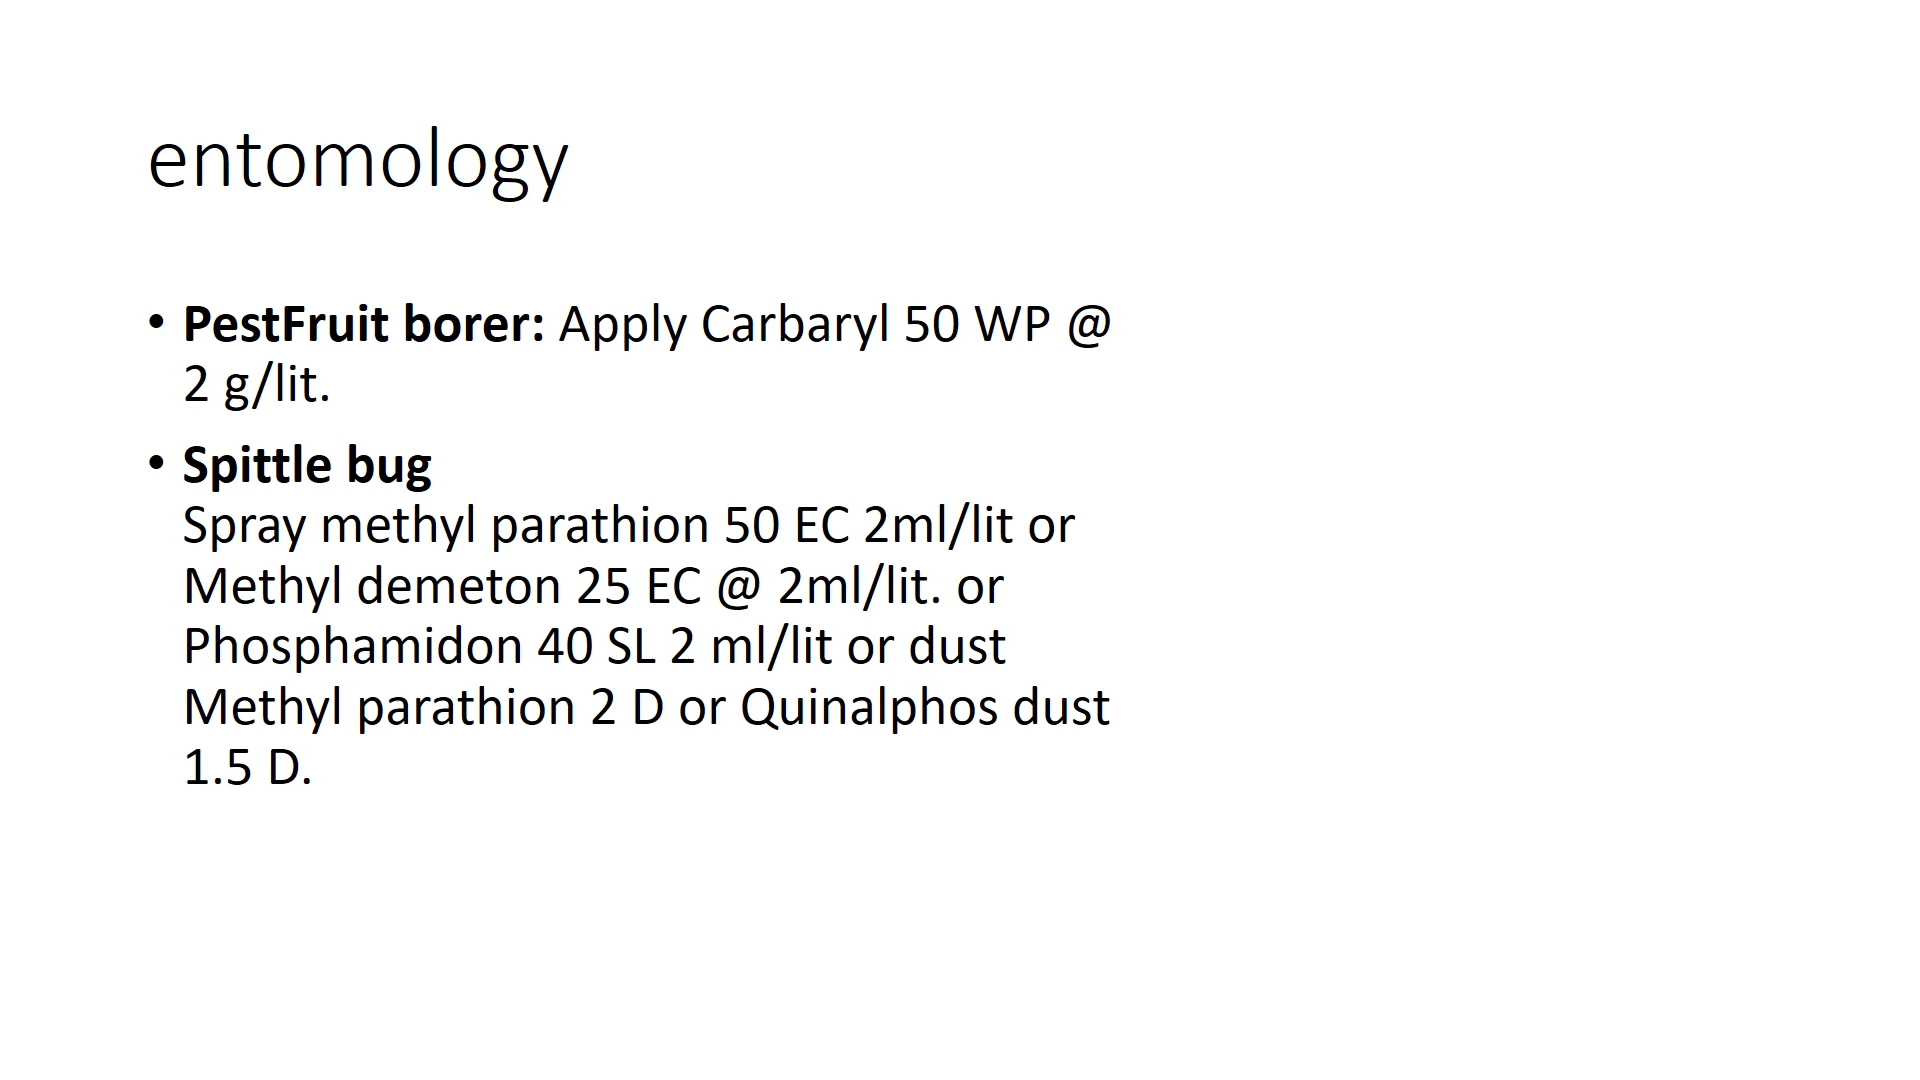 entomology
• PestFruit borer: Apply Carbaryl 50 WP @
2 g/lit.
• Spittle bug
Spray methyl parathion 50 EC 2ml/lit or
Methyl demeton 25 EC @ 2ml/lit. or
Phosphamidon 40 SL 2 ml/lit or dust
Methyl parathion 2 D or Quinalphos dust
1.5 D.